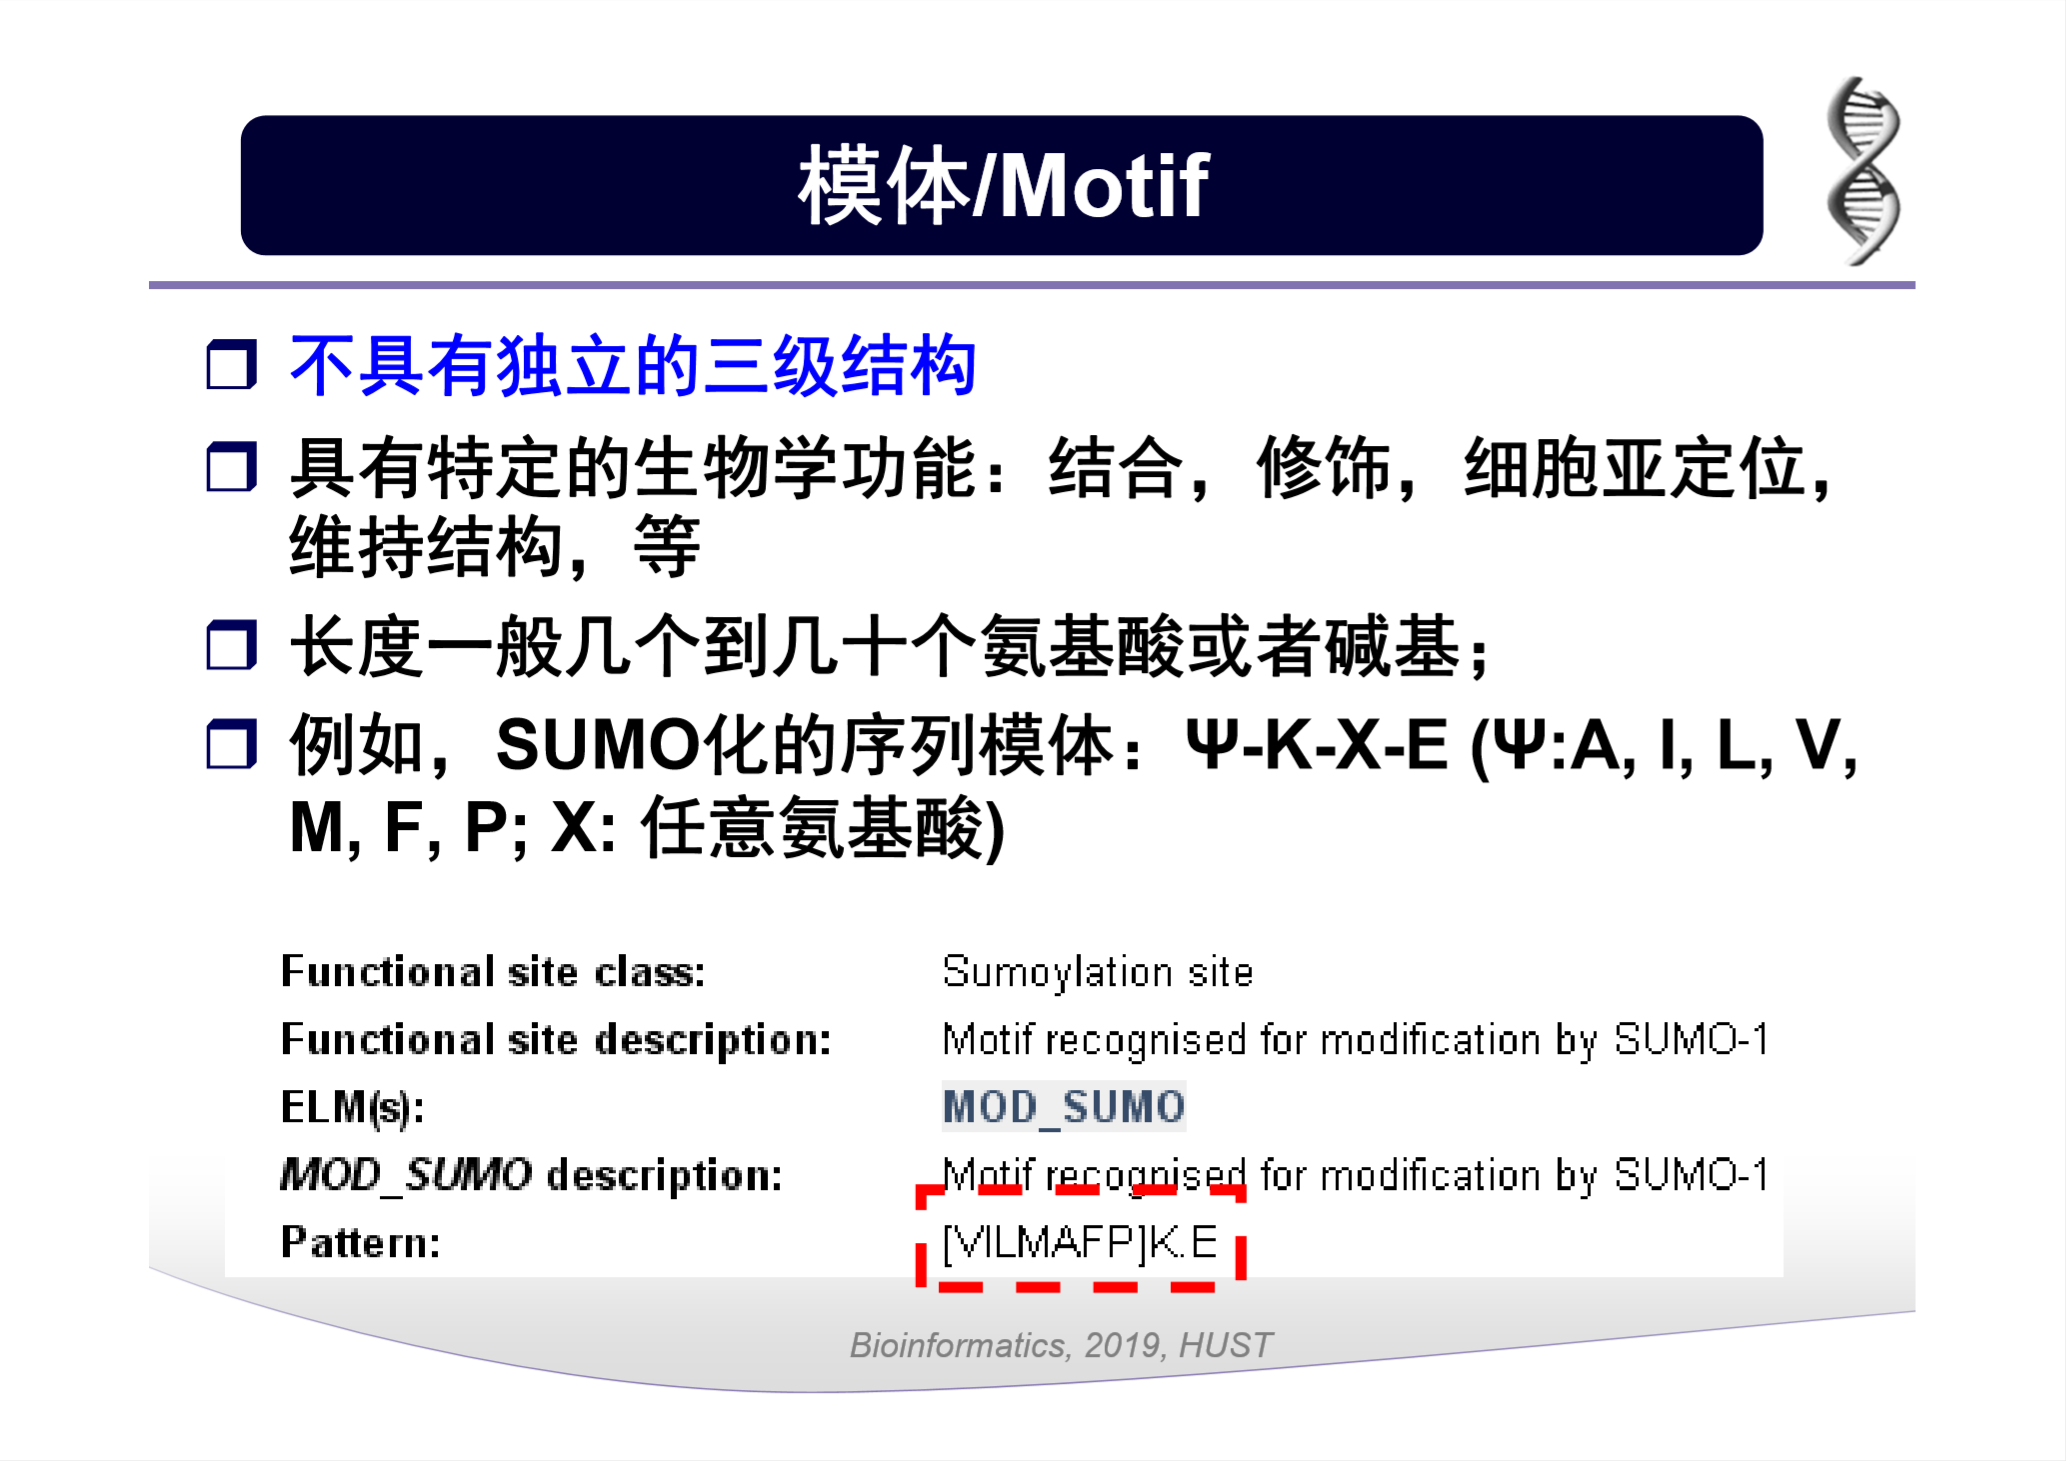 模体/Motif
不具有独立的三级结构
具有特定的生物学功能：结合，修饰，细胞亚定位，
维持结构，等
长度一般几个到几十个氨基酸或者碱基；
例如，SUMO化的序列模体：Ψ-K-X-E (Ψ:A, I, L, V,
M, F, P; X: 任意氨基酸)
Functional site class: Sumoylation site
Functional site description: Motif recognised for modification by SUMO-1
ELM(s): MOD_SUMO
MOD_SUMO description: Motif recognised for modification by SUMO-1
Pattern: [VILMAFP]K.E
Bioinformatics, 2019, HUST